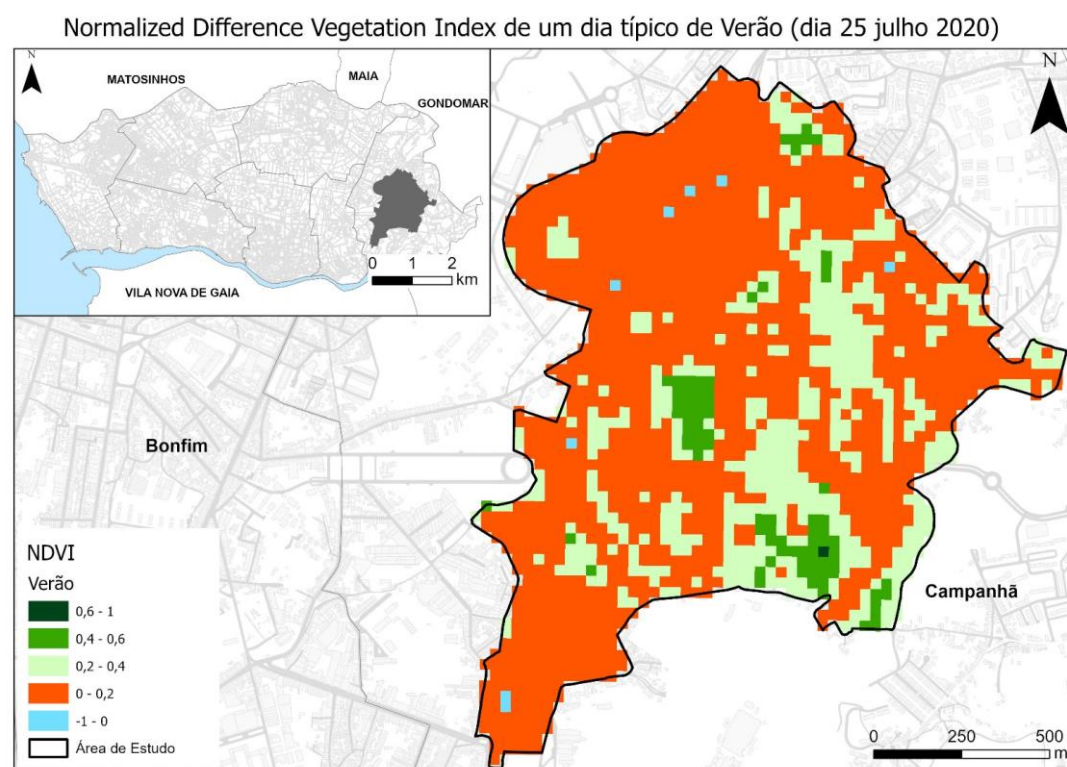 Normalized Difference Vegetation Index de um dia típico de Verão (dia 25 julho 2020)
N
MATOSINHOS
MAIA
GONDOMAR
VILA NOVA DE GAIA
0 1 2
km
N
Bonfim
Campanhã
NDVI
Verão
0,6 - 1
0,4 - 0,6
0,2 - 0,4
0 - 0,2
-1 - 0
Área de Estudo
0 250 500
m